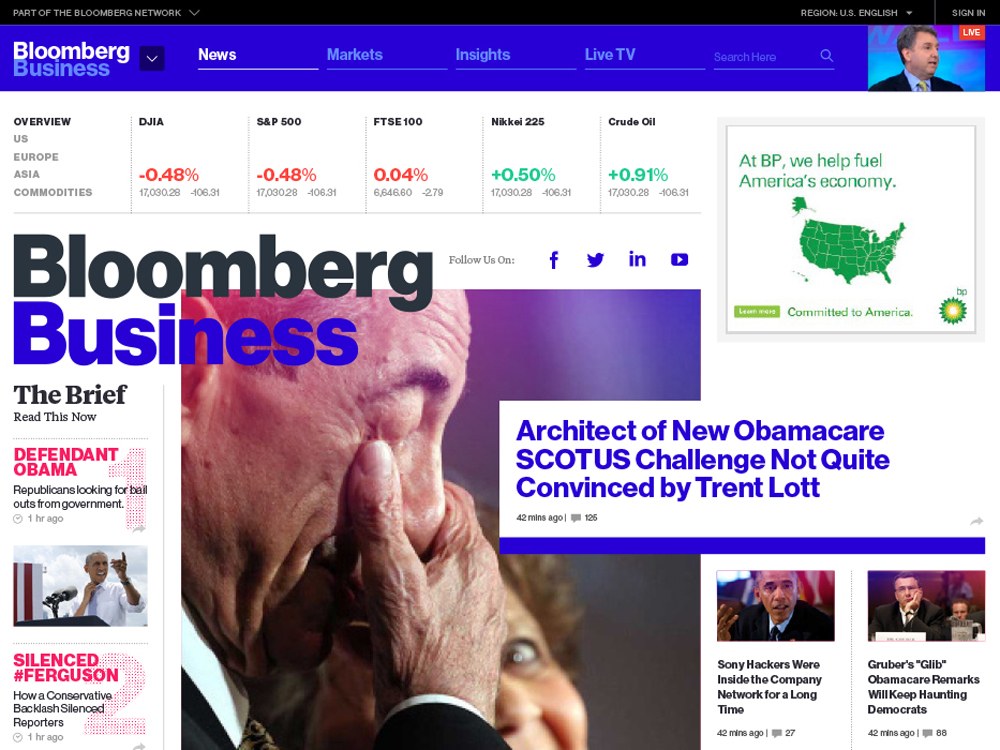 PART OF THE BLOOMBERG NETWORK
REGION: U.S. ENGLISH
SIGN IN
Bloomberg
Business
News
Markets
Insights
Live TV
Search Here
LIVE
OVERVIEW
US
EUROPE
ASIA
COMMODITIES
DJIA
-0.48%
17,030.28 -106.31
S&P 500
-0.48%
17,030.28 -106.31
FTSE 100
0.04%
6,646.60 -2.79
Nikkei 225
+0.50%
17,030.28 -106.31
Crude Oil
+0.91%
17,030.28 -106.31
At BP, we help fuel
America's economy.
bp
Learn more
Committed to America.
Bloomberg
Business
Follow Us On:
The Brief
Read This Now
1
DEFENDANT
OBAMA
Republicans looking for bail
outs from government.
1 hr ago
2
SILENCED
#FERGUSON
How a Conservative
Backlash Silenced
Reporters
1 hr ago
Architect of New Obamacare
SCOTUS Challenge Not Quite
Convinced by Trent Lott
42 mins ago | 126
Sony Hackers Were
Inside the Company
Network for a Long
Time
42 mins ago | 27
Gruber's "Glib"
Obamacare Remarks
Will Keep Haunting
Democrats
42 mins ago | 88